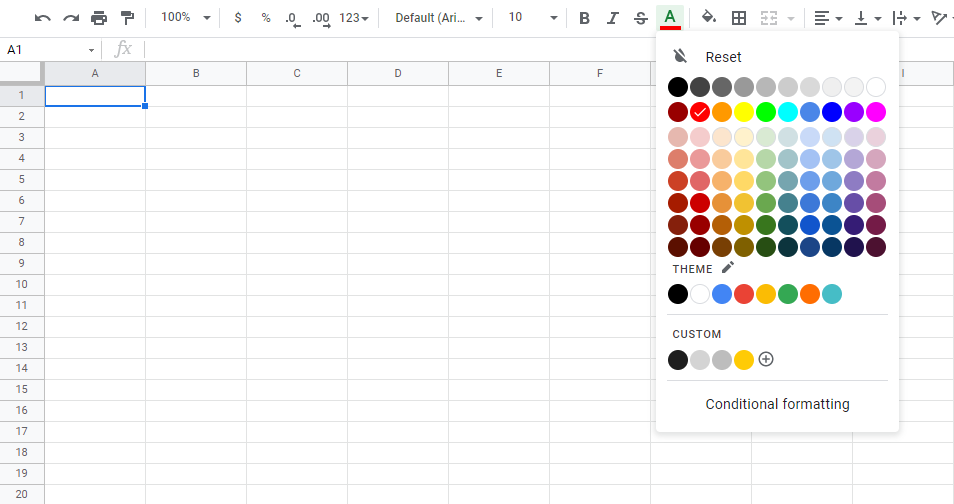 100% $ % .0 .00 123 Default (Ari... 10 B I S A
A1 fx
Reset
A B C D E F I
1
2
3
4
5
6
7
8
9
10
11
12
13
14
15
16
17
18
19
20
THEME
CUSTOM
Conditional formatting